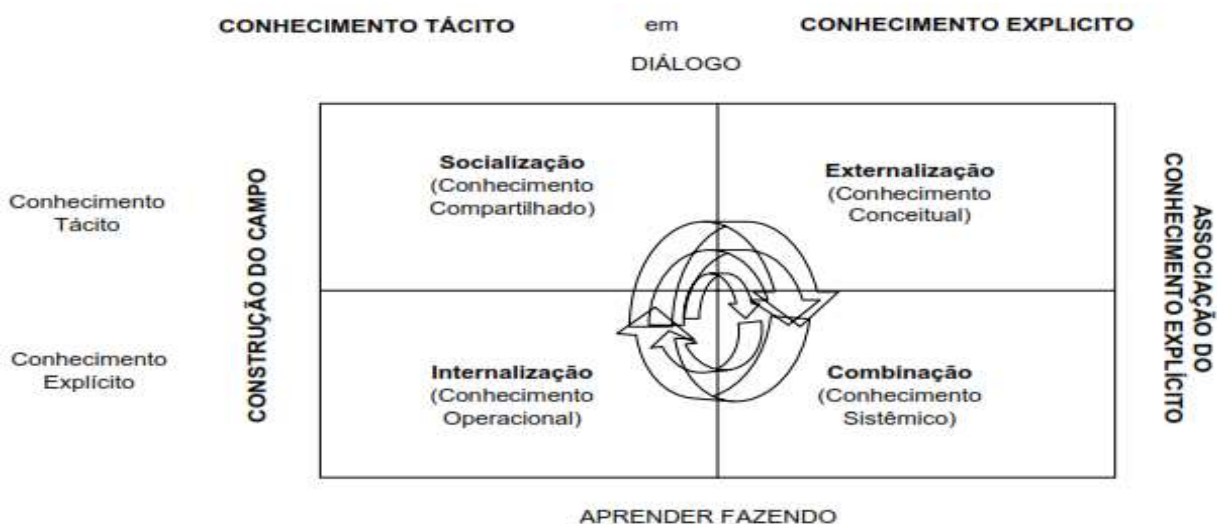 CONHECIMENTO TÁCITO em CONHECIMENTO EXPLICITO
DIÁLOGO
Conhecimento
Tácito
Conhecimento
Explícito
CONSTRUÇÃO DO CAMPO
Socialização
(Conhecimento
Compartilhado)
Externalização
(Conhecimento
Conceitual)
Internalização
(Conhecimento
Operacional)
Combinação
(Conhecimento
Sistêmico)
ASSOCIAÇÃO DO
CONHECIMENTO EXPLÍCITO
APRENDER FAZENDO